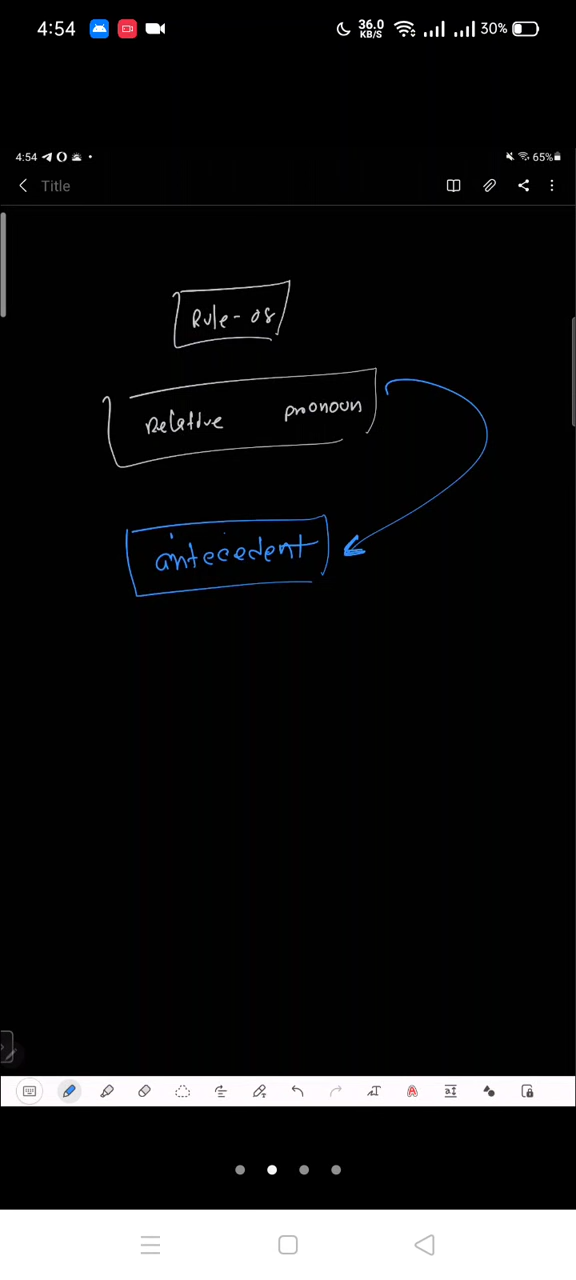 4:54 36.0 KB/S 30%
4:54 65%
Title
Rule-08
Relative pronoun
antecedent